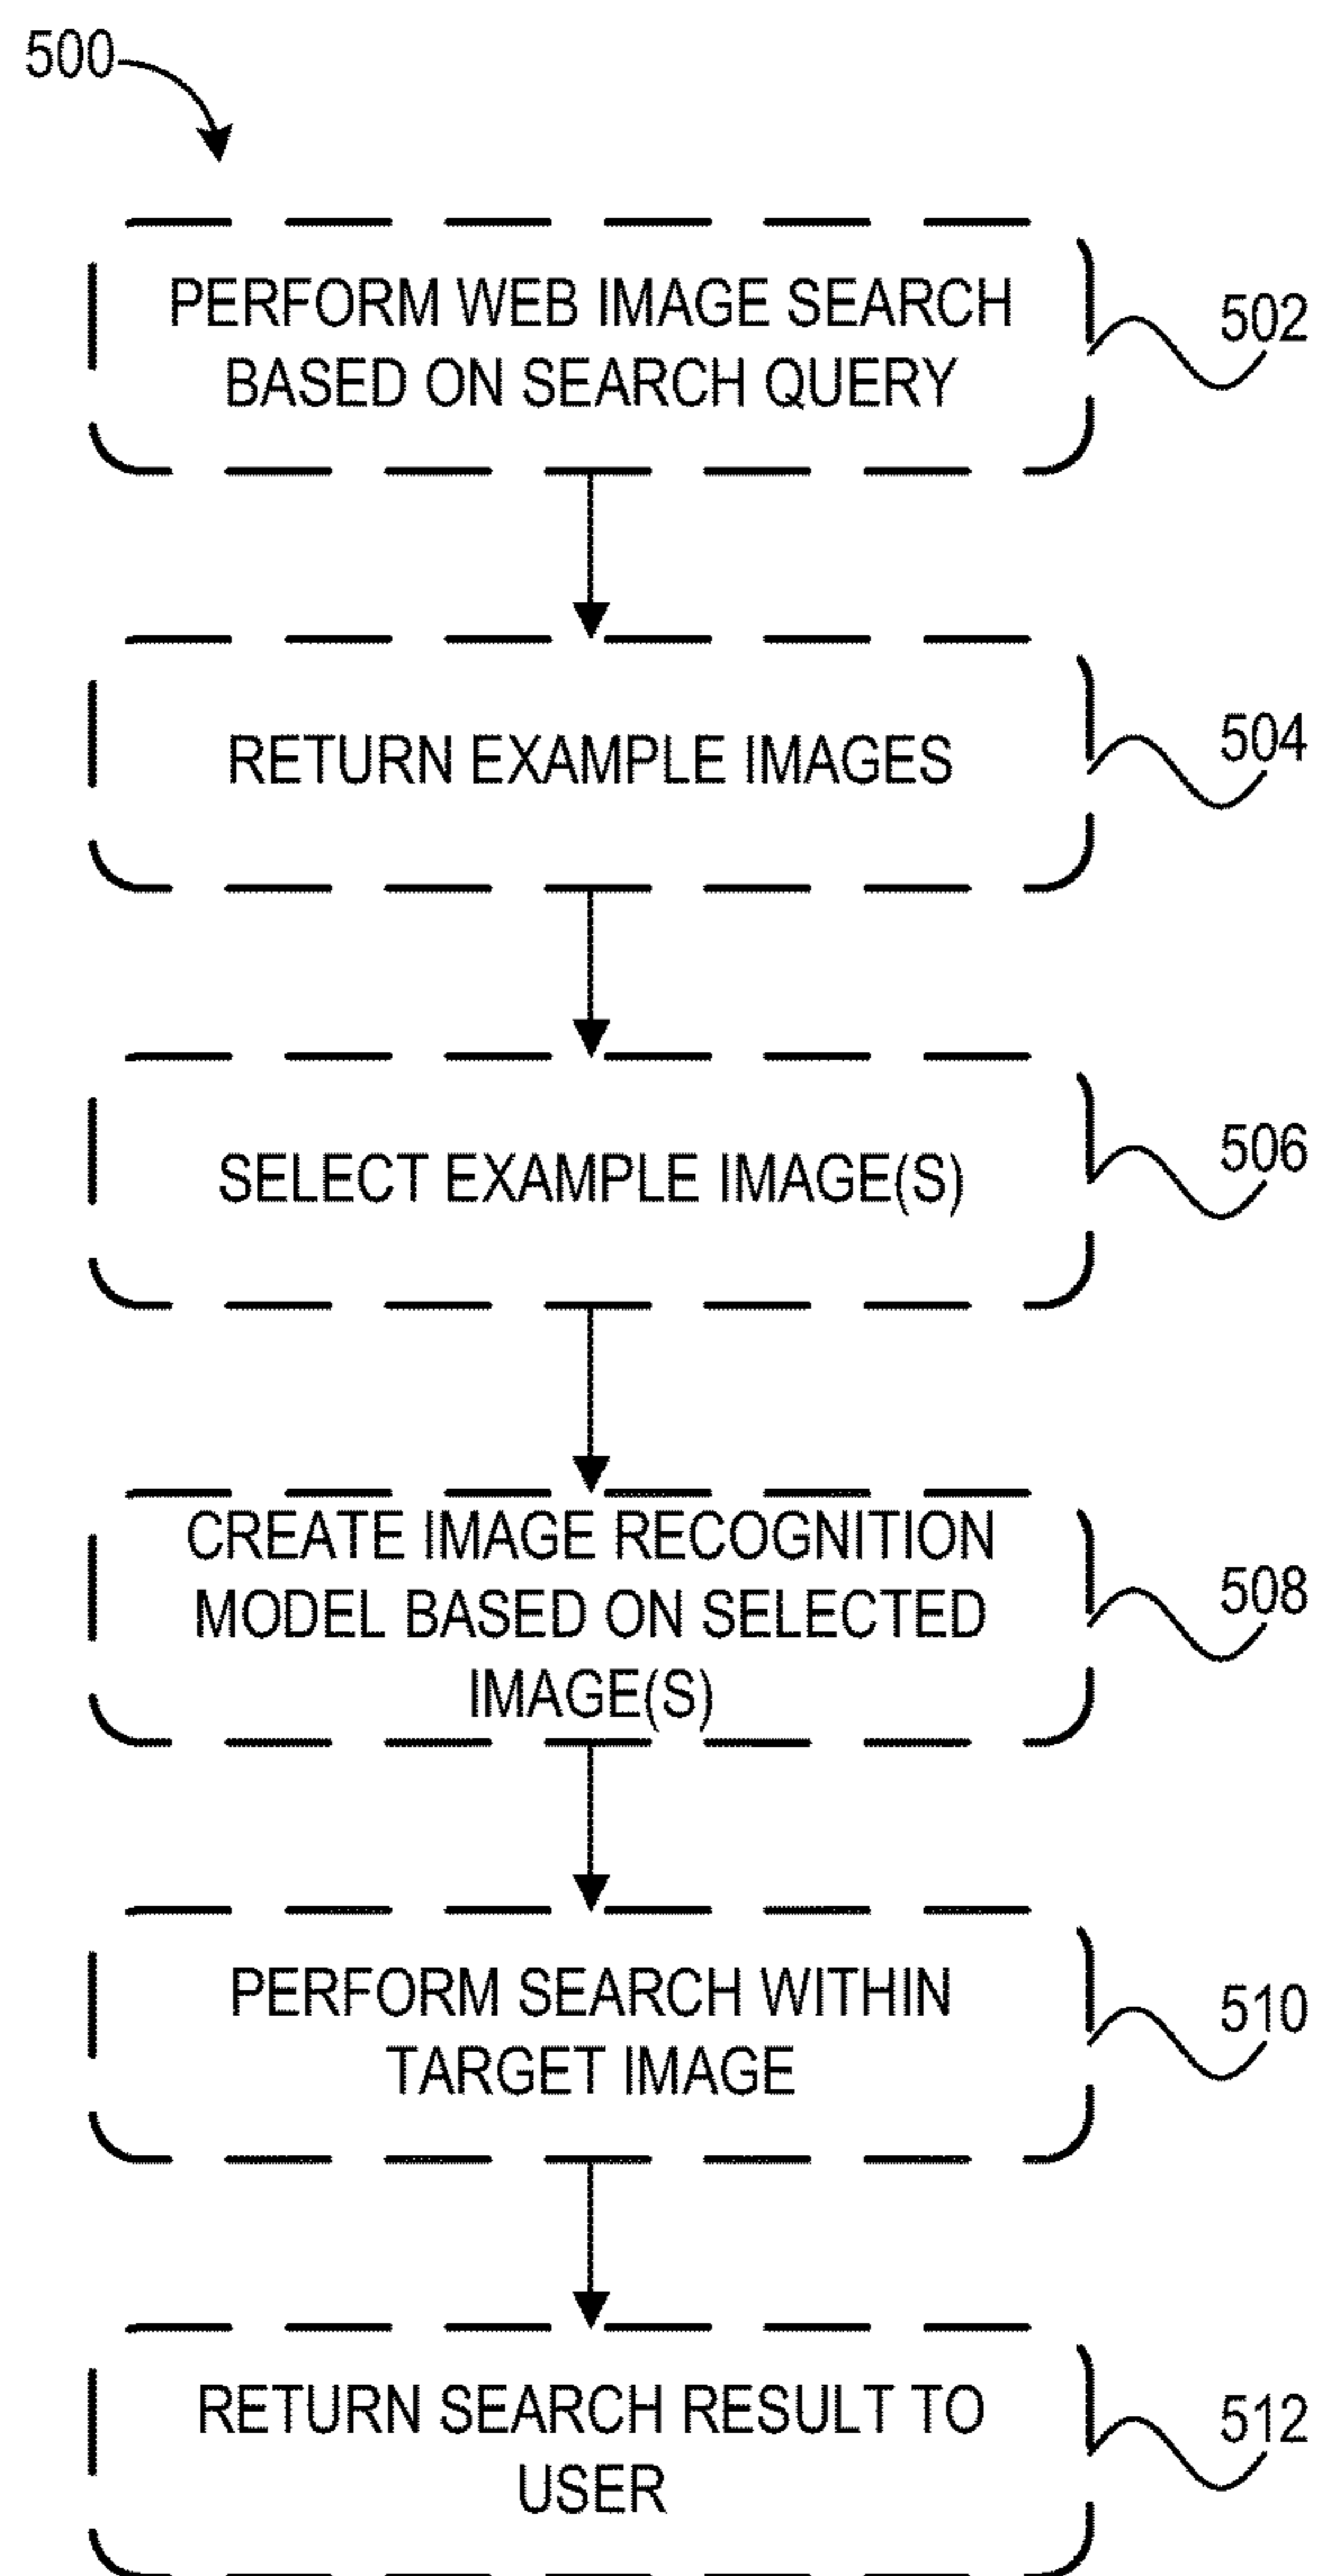 500
PERFORM WEB IMAGE SEARCH
BASED ON SEARCH QUERY
502
RETURN EXAMPLE IMAGES
504
SELECT EXAMPLE IMAGE(S)
506
CREATE IMAGE RECOGNITION
MODEL BASED ON SELECTED
IMAGE(S)
508
PERFORM SEARCH WITHIN
TARGET IMAGE
510
RETURN SEARCH RESULT TO
USER
512